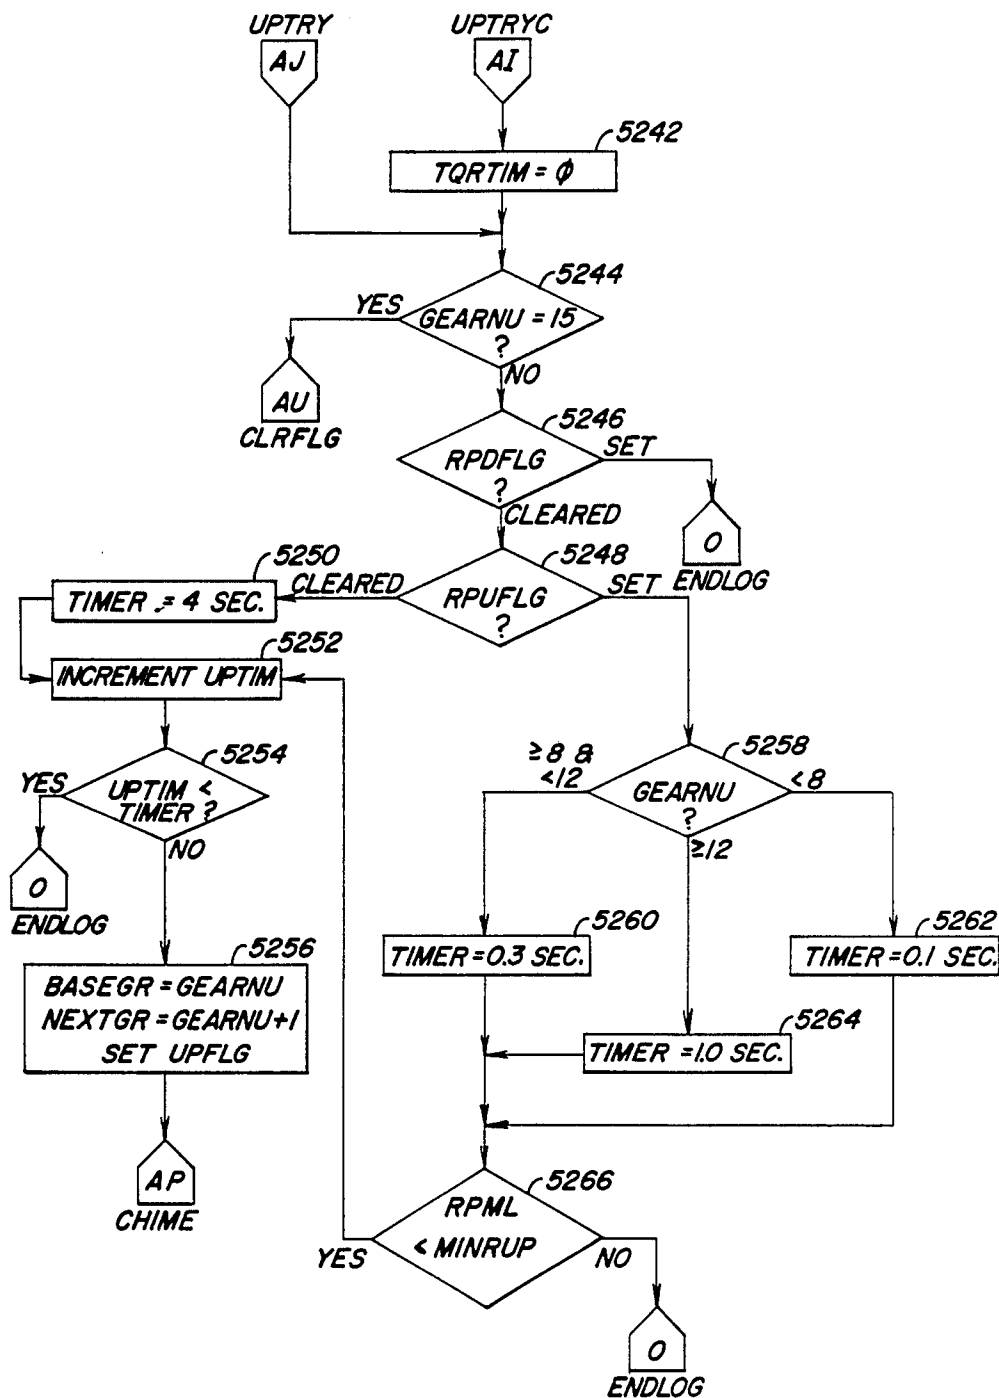 UPTRY
UPTRYC
AJ
AI
5242
TQRTIM = ϕ
5244
YES
GEARNU = 15
?
NO
AU
CLRFLG
5246
RPDFLG
?
SET
CLEARED
O
ENDLOG
5248
5250
CLEARED
RPUFLG
?
SET
TIMER = 4 SEC.
5252
INCREMENT UPTIM
5254
YES
UPTIM <
TIMER ?
NO
O
ENDLOG
5258
≥8 &
<12
GEARNU
?
<8
≥12
5256
BASEGR = GEARNU
NEXTGR = GEARNU+1
SET UPFLG
5260
TIMER = 0.3 SEC.
5262
TIMER = 0.1 SEC.
5264
TIMER = 1.0 SEC.
AP
CHIME
5266
RPML
< MINRUP
YES
NO
O
ENDLOG